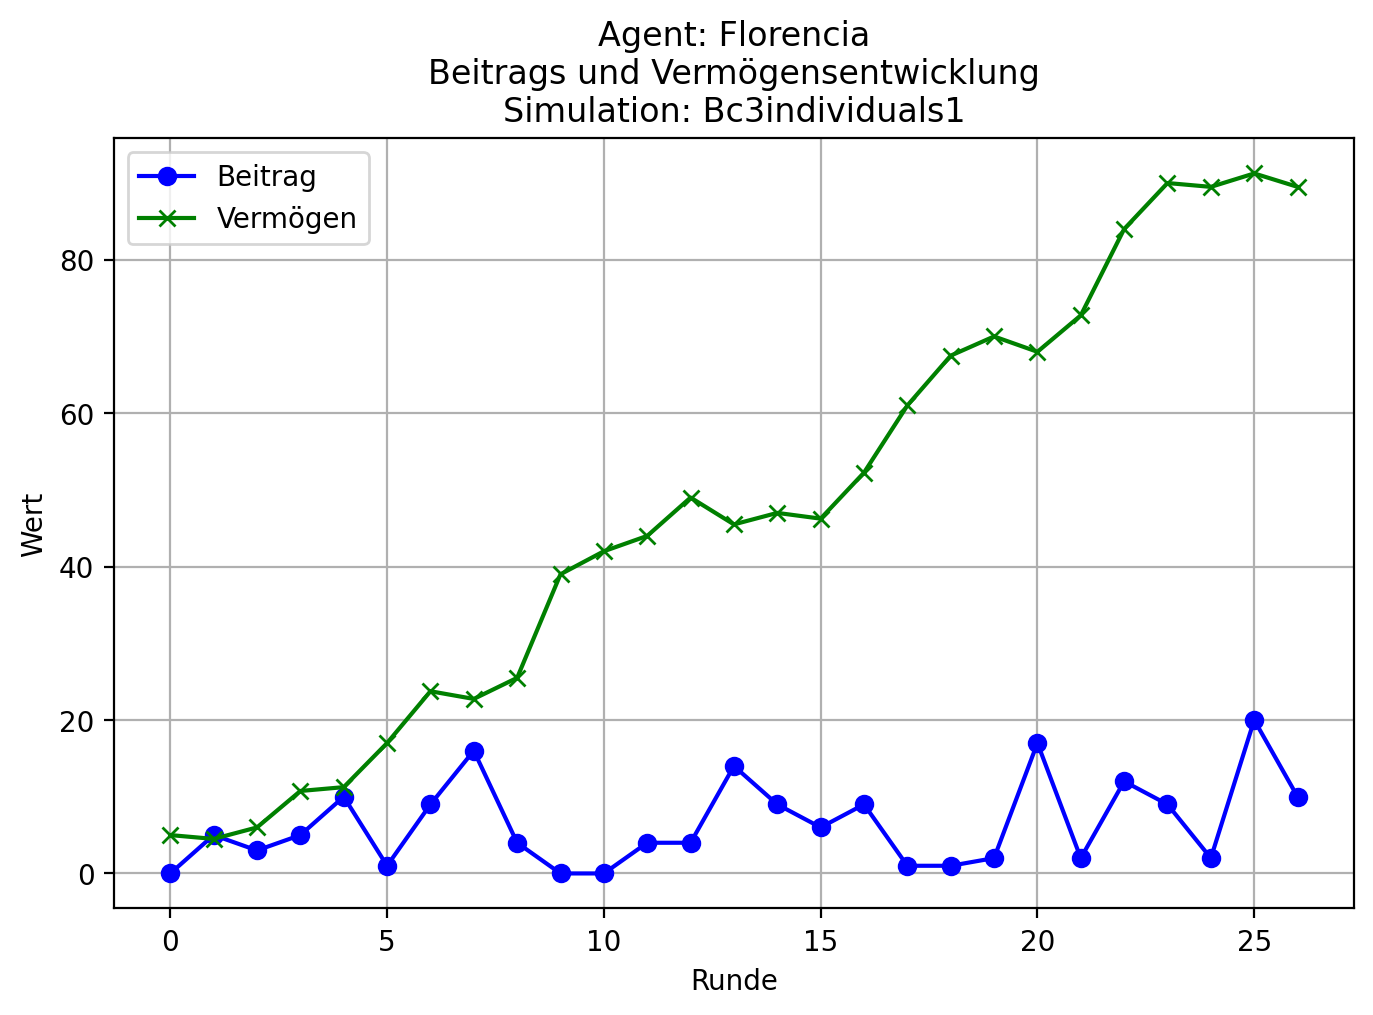 Agent: Florencia
Beitrags und Vermögensentwicklung
Simulation: Bc3individuals1
Beitrag
Vermögen
80
60
40
20
0
Wert
0 5 10 15 20 25
Runde